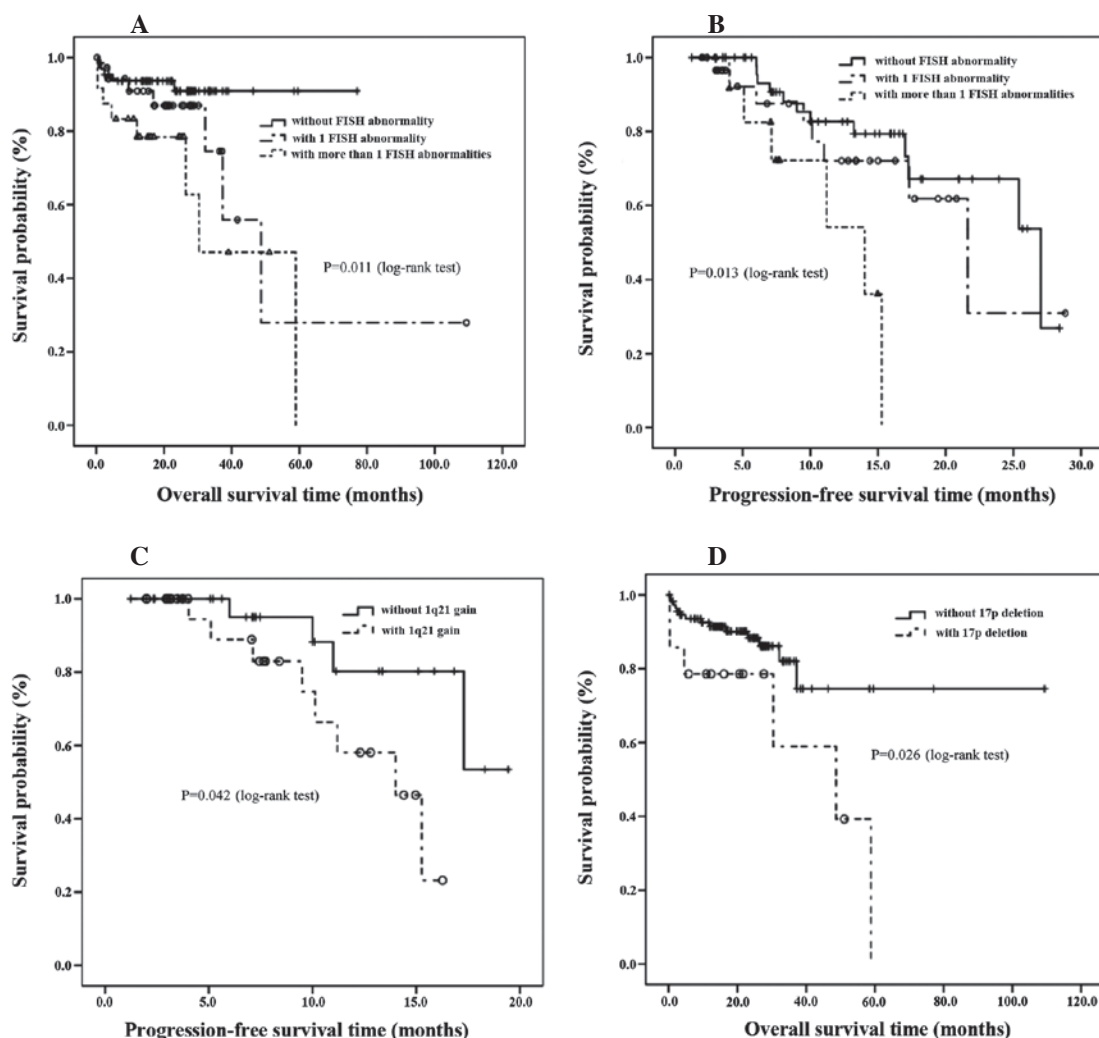 A
Survival probability (%)
1.0
0.8
0.6
0.4
0.2
0.0
without FISH abnormality
with 1 FISH abnormality
with more than 1 FISH abnormalities
P=0.011 (log-rank test)
0.0 20.0 40.0 60.0 80.0 100.0 120.0
Overall survival time (months)
B
Survival probability (%)
1.0
0.8
0.6
0.4
0.2
0.0
without FISH abnormality
with 1 FISH abnormality
with more than 1 FISH abnormalities
P=0.013 (log-rank test)
0.0 5.0 10.0 15.0 20.0 25.0 30.0
Progression-free survival time (months)
C
Survival probability (%)
1.0
0.8
0.6
0.4
0.2
0.0
without 1q21 gain
with 1q21 gain
P=0.042 (log-rank test)
0.0 5.0 10.0 15.0 20.0
Progression-free survival time (months)
D
Survival probability (%)
1.0
0.8
0.6
0.4
0.2
0.0
without 17p deletion
with 17p deletion
P=0.026 (log-rank test)
0.0 20.0 40.0 60.0 80.0 100.0 120.0
Overall survival time (months)